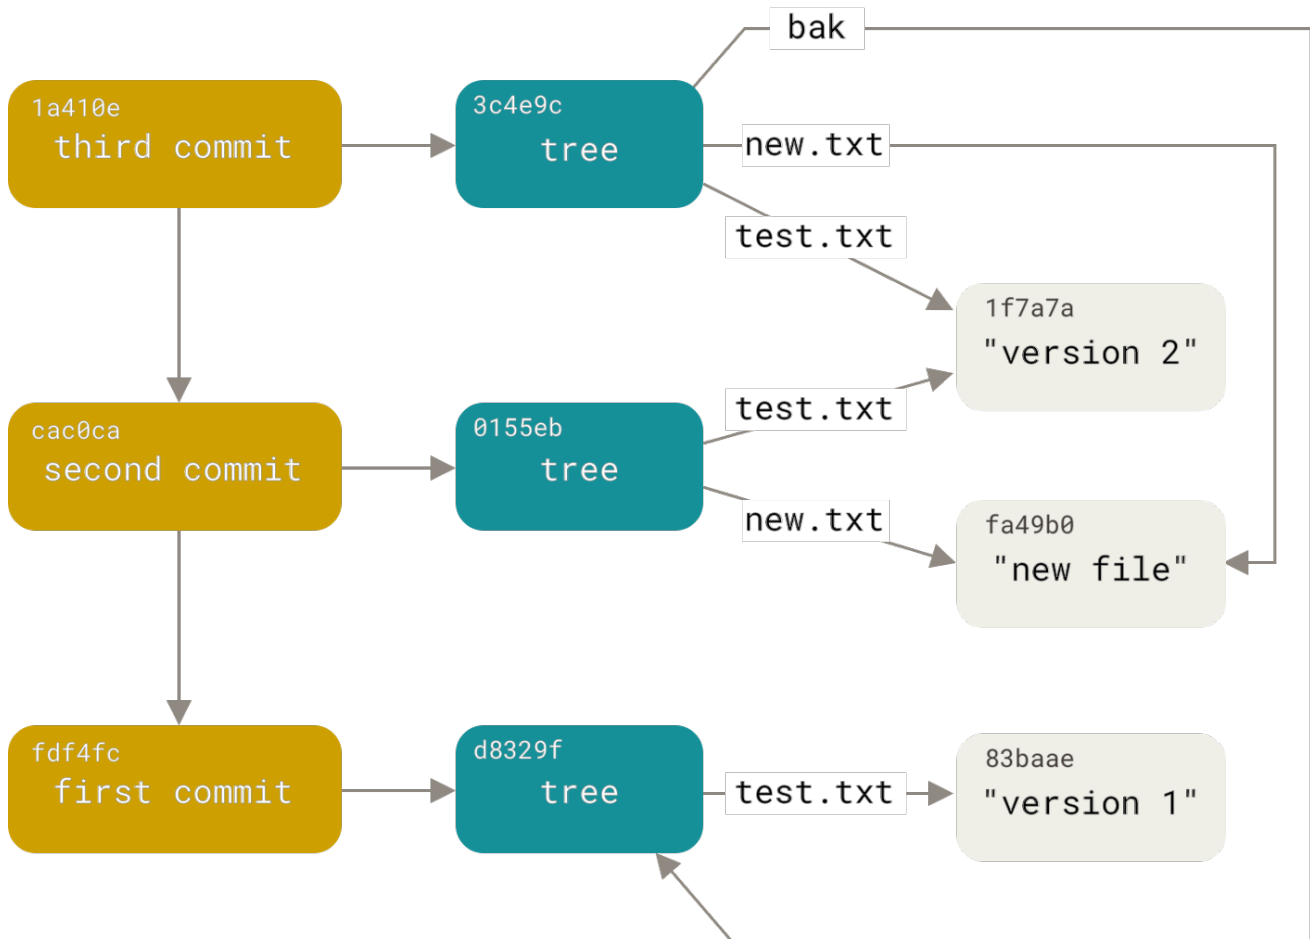 bak
1a410e
third commit
3c4e9c
tree
new.txt
test.txt
1f7a7a
"version 2"
cac0ca
second commit
0155eb
tree
test.txt
new.txt
fa49b0
"new file"
fdf4fc
first commit
d8329f
tree
test.txt
83baae
"version 1"